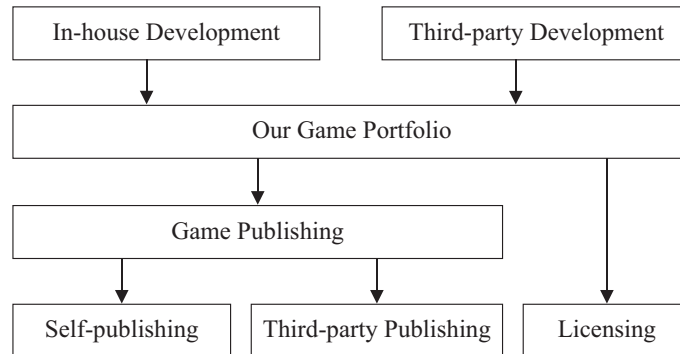 In-house Development
Third-party Development
Our Game Portfolio
Game Publishing
Self-publishing
Third-party Publishing
Licensing